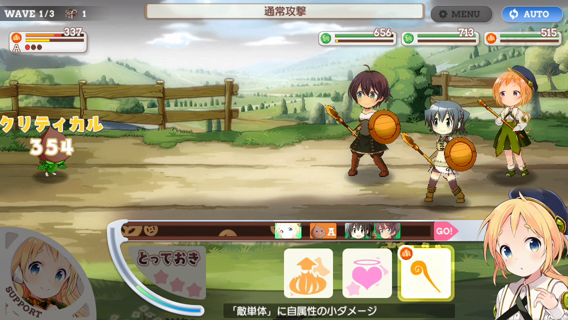 WAVE 1/3
1
通常攻撃
MENU
AUTO
337
A
656
713
515
クリティカル
354
A
GO!
とっておき
SUPPORT
「敵単体」に自属性の小ダメージ